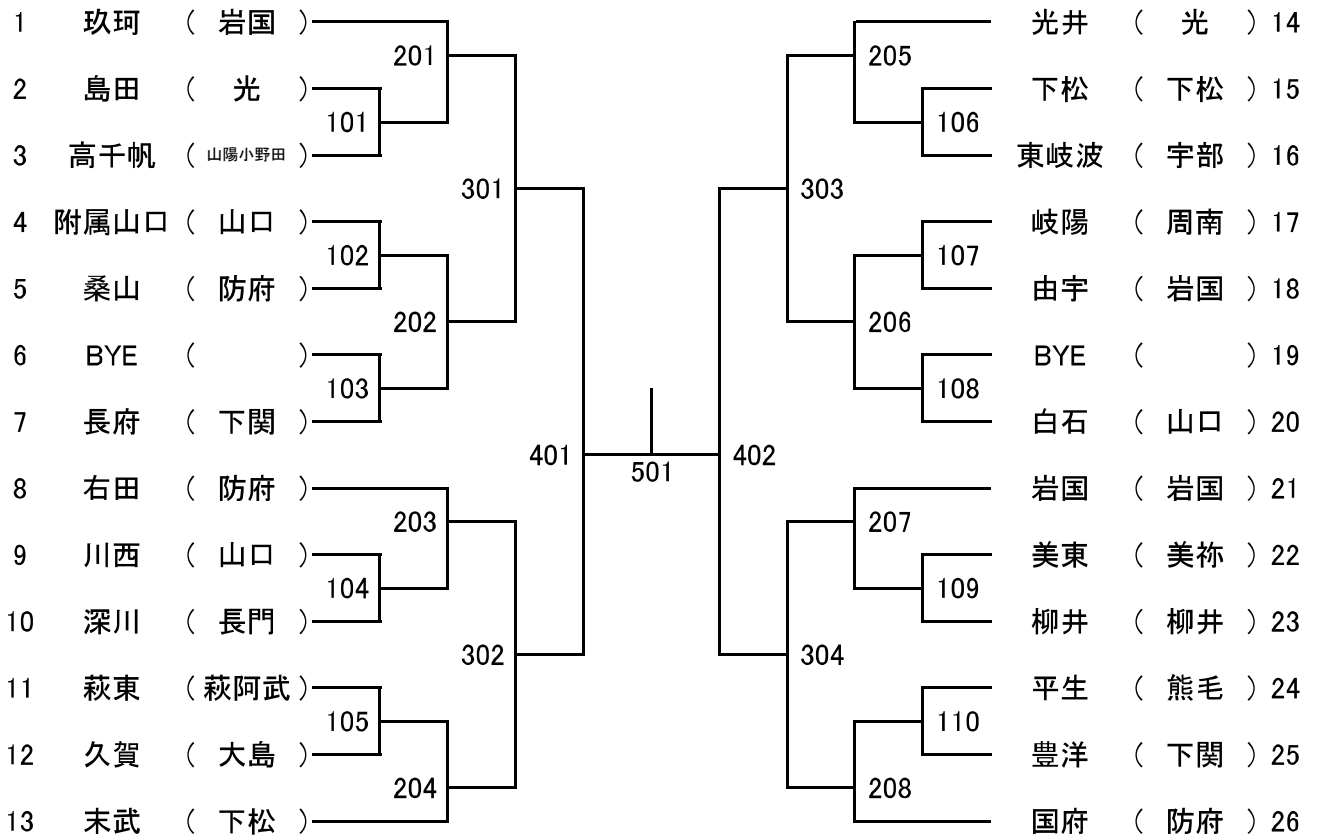 1 玖珂 ( 岩国 )
201
2 島田 ( 光 )
101
3 高千帆 ( 山陽小野田 )
301
4 附属山口 ( 山口 )
102
5 桑山 ( 防府 )
202
6 BYE ( )
103
7 長府 ( 下関 )
401
8 右田 ( 防府 )
203
9 川西 ( 山口 )
104
10 深川 ( 長門 )
302
11 萩東 ( 萩阿武 )
105
12 久賀 ( 大島 )
204
13 末武 ( 下松 )
501
光井 ( 光 ) 14
205
下松 ( 下松 ) 15
106
東岐波 ( 宇部 ) 16
303
岐陽 ( 周南 ) 17
107
由宇 ( 岩国 ) 18
206
BYE ( ) 19
108
白石 ( 山口 ) 20
402
岩国 ( 岩国 ) 21
207
美東 ( 美祢 ) 22
109
柳井 ( 柳井 ) 23
304
平生 ( 熊毛 ) 24
110
豊洋 ( 下関 ) 25
208
国府 ( 防府 ) 26